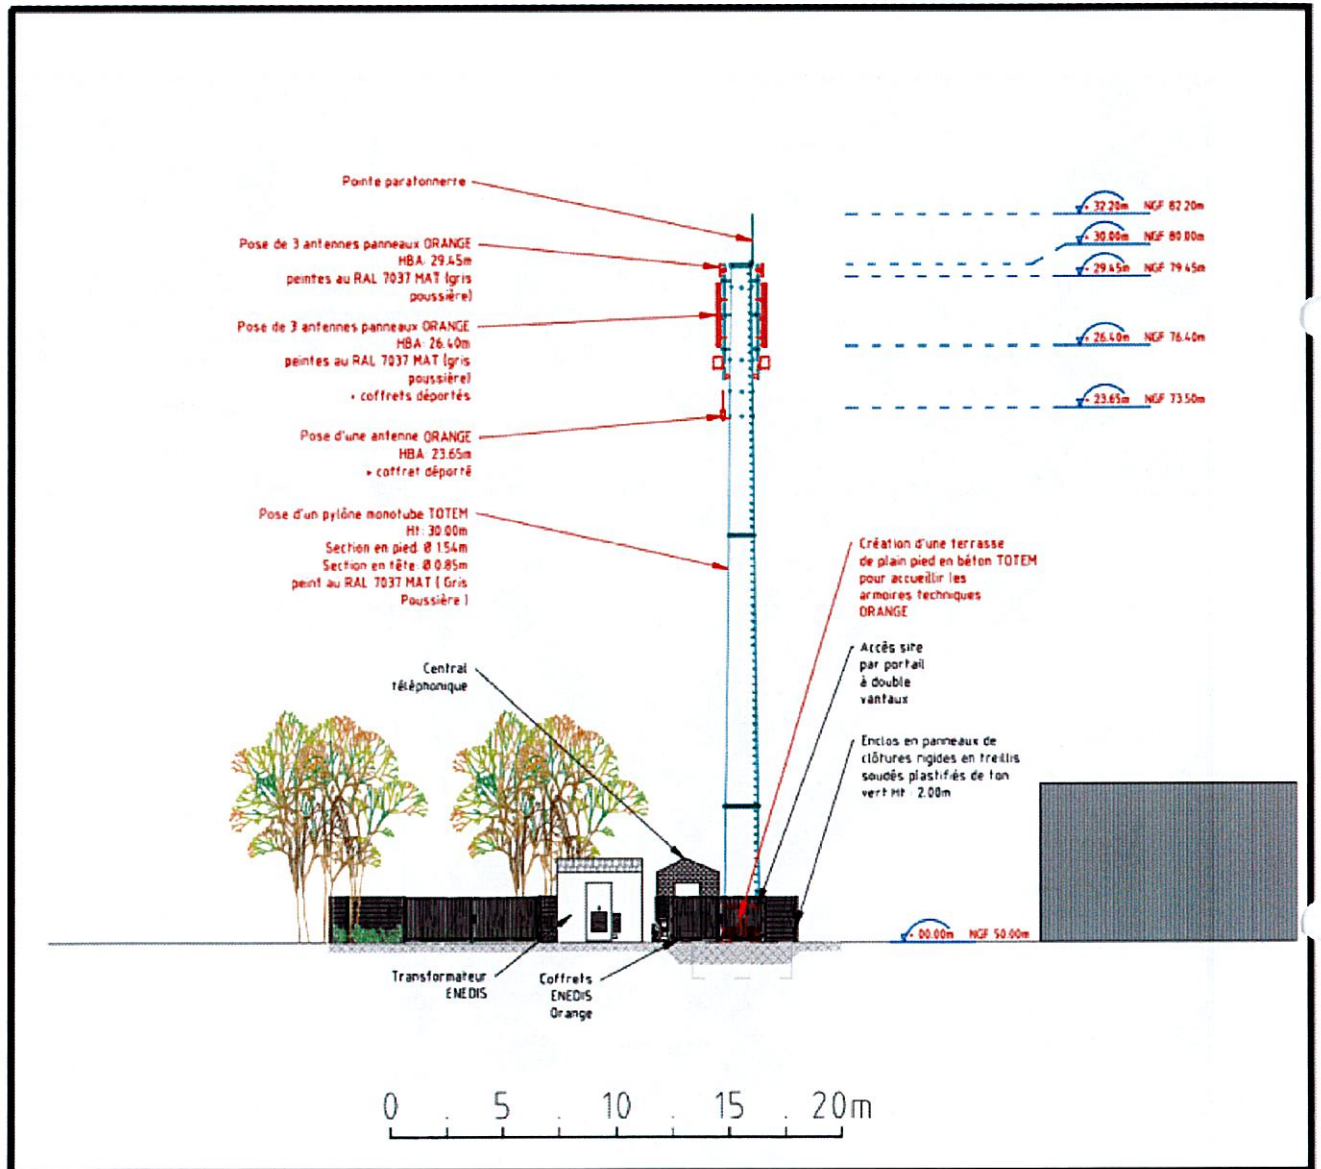 Pointe paratonnerre
Pose de 3 antennes panneaux ORANGE
HBA: 29.45m
peintes au RAL 7037 MAT (gris
poussière)
Pose de 3 antennes panneaux ORANGE
HBA: 26.40m
peintes au RAL 7037 MAT (gris
poussière)
+ coffrets déportés
Pose d'une antenne ORANGE
HBA: 23.65m
+ coffret déporté
Pose d'un pylône monotube TOTEM
Ht: 30.00m
Section en pied: Ø 1.54m
Section en tête: Ø 0.85m
peint au RAL 7037 MAT ( Gris
Poussière )
Central
téléphonique
+ 32.20m NGF 82.20m
+ 30.00m NGF 80.00m
+ 29.45m NGF 79.45m
+ 26.40m NGF 76.40m
+ 23.65m NGF 73.50m
Création d'une terrasse
de plain pied en béton TOTEM
pour accueillir les
armoires techniques
ORANGE
Accès site
par portail
à double
vantaux
Enclos en panneaux de
clôtures rigides en treillis
soudés plastifiés de ton
vert Ht : 2.00m
+ 00.00m NGF 50.00m
Transformateur
ENEDIS
Coffrets
ENEDIS
Orange
0 . 5 . 10 . 15 . 20m